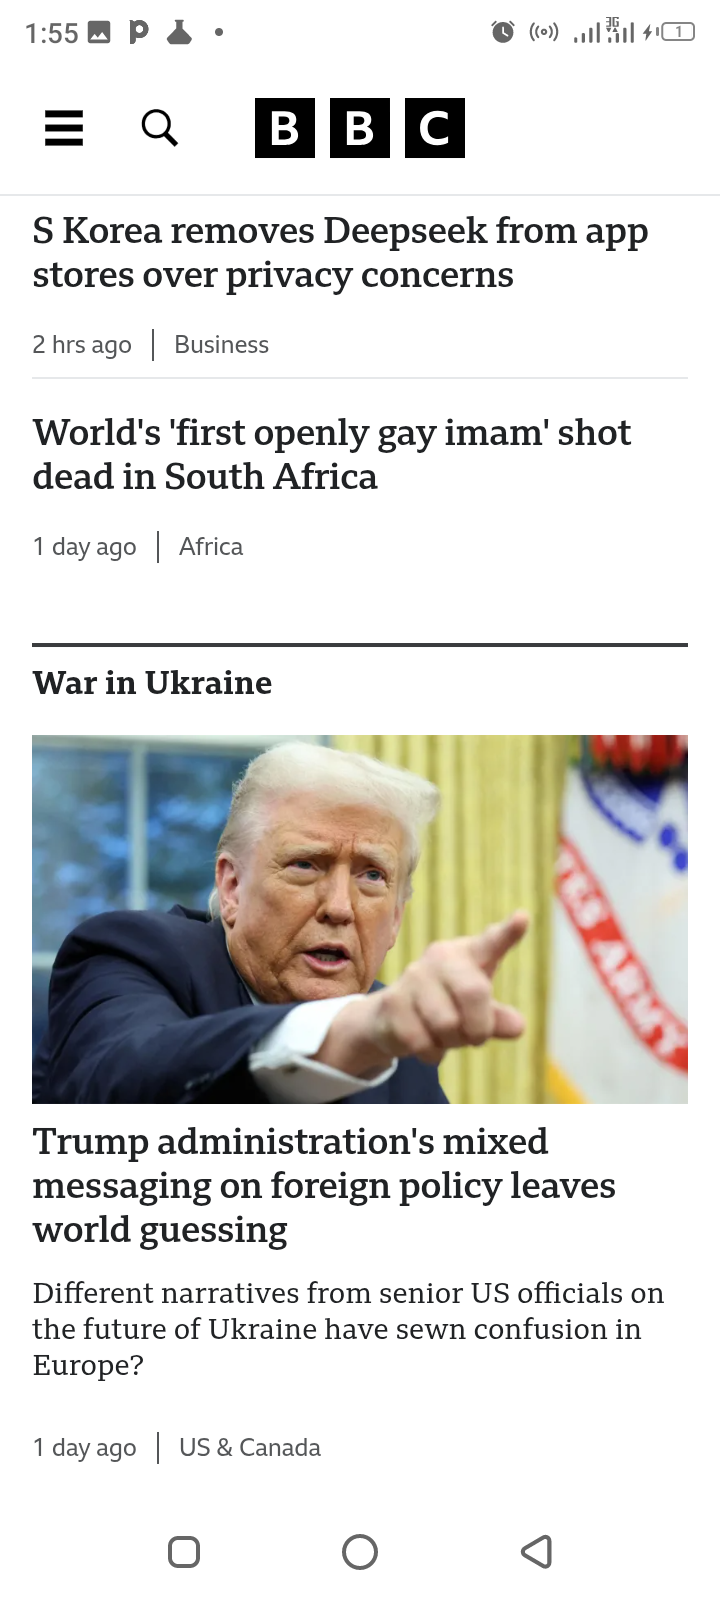 1:55
3G
1
BBC
S Korea removes Deepseek from app
stores over privacy concerns
2 hrs ago | Business
World's 'first openly gay imam' shot
dead in South Africa
1 day ago | Africa
War in Ukraine
ARMY
Trump administration's mixed
messaging on foreign policy leaves
world guessing
Different narratives from senior US officials on
the future of Ukraine have sewn confusion in
Europe?
1 day ago | US & Canada